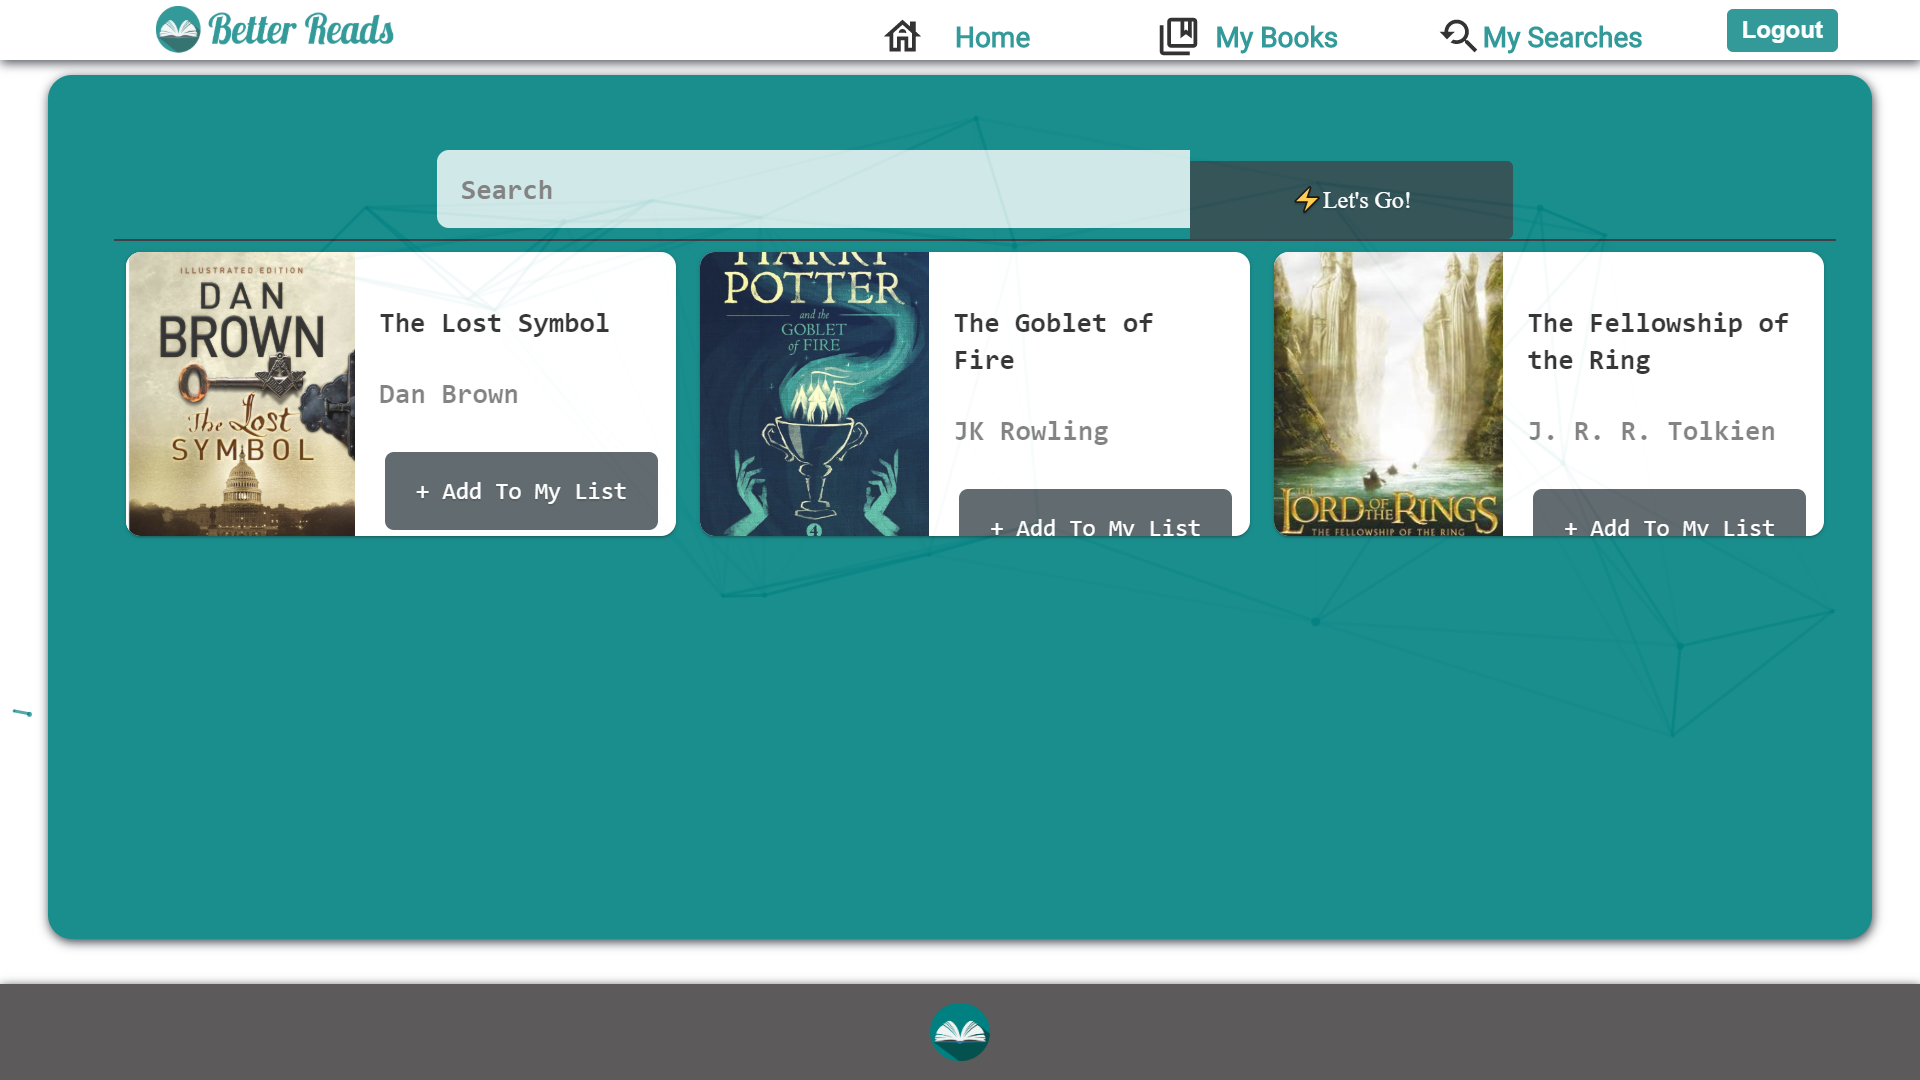 Better Reads
Home
My Books
My Searches
Logout
Search
⚡Let's Go!
ILLUSTRATED EDITION
DAN
BROWN
The Lost
SYMBOL
The Lost Symbol
Dan Brown
+ Add To My List
HARRY
POTTER
and the
GOBLET
of FIRE
The Goblet of
Fire
JK Rowling
+ Add To My List
THE
LORD OF THE RINGS
THE FELLOWSHIP OF THE RING
The Fellowship of
the Ring
J. R. R. Tolkien
+ Add To My List